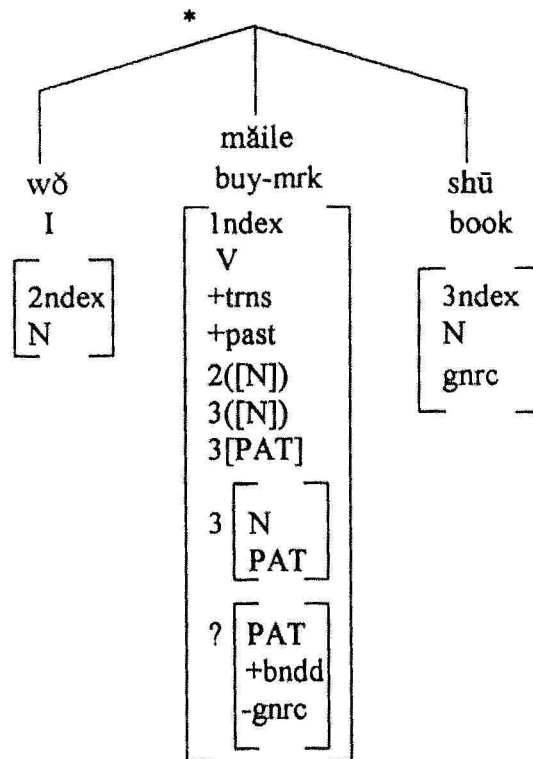 *
wǒ
I
2ndex
N
mǎile
buy-mrk
1ndex
V
+trns
+past
2([N])
3([N])
3[PAT]
3 [N
PAT]
? [PAT
+bndd
-gnrc]
shū
book
3ndex
N
gnrc